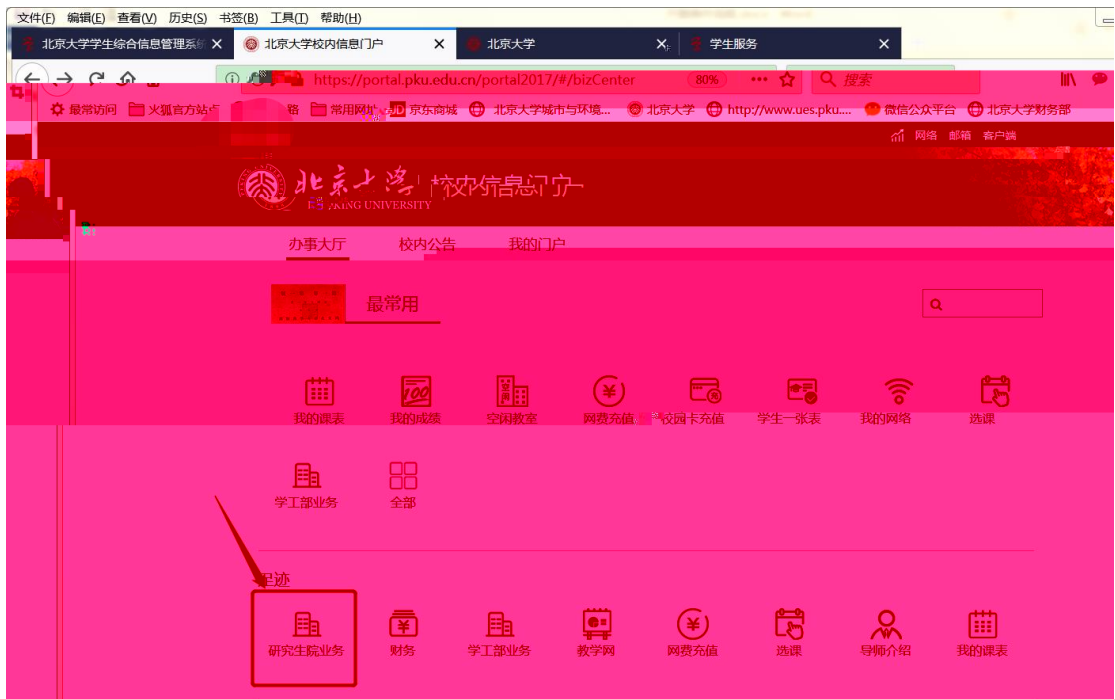 文件(F) 编辑(E) 查看(V) 历史(S) 书签(B) 工具(T) 帮助(H)
北京大学学生综合信息管理系统 北京大学校内信息门户 北京大学 学生服务
https://portal.pku.edu.cn/portal2017/#/bizCenter 80% 搜索
最常访问 火狐官方站点 路 常用网址 JD 京东商城 北京大学城市与环境... 北京大学 http://www.ues.pku.... 微信公众平台 北京大学财务部
网络 邮箱 客户端
北京大学 校内信息门户
UNIVERSITY
办事大厅 校内公告 我的门户
最常用
我的课表 我的成绩 空闲教室 网费充值 校园卡充值 学生一张表 我的网络 选课
学工部业务 全部
足迹
研究生院业务 财务 学工部业务 教学网 网费充值 选课 导师介绍 我的课表